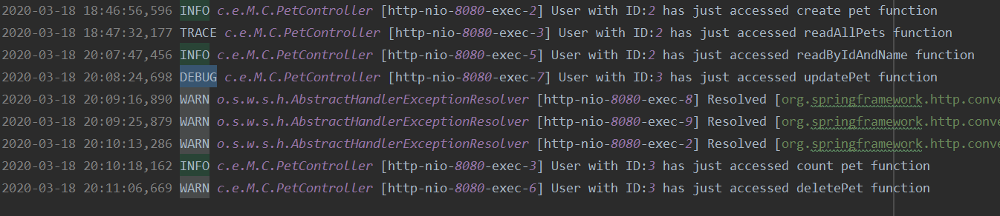 2020-03-18 18:46:56,596 INFO c.e.M.C.PetController [http-nio-8080-exec-2] User with ID:2 has just accessed create pet function
2020-03-18 18:47:32,177 TRACE c.e.M.C.PetController [http-nio-8080-exec-3] User with ID:2 has just accessed readAllPets function
2020-03-18 20:07:47,456 INFO c.e.M.C.PetController [http-nio-8080-exec-5] User with ID:2 has just accessed readByIdAndName function
2020-03-18 20:08:24,698 DEBUG c.e.M.C.PetController [http-nio-8080-exec-7] User with ID:3 has just accessed updatePet function
2020-03-18 20:09:16,890 WARN o.s.w.s.h.AbstractHandlerExceptionResolver [http-nio-8080-exec-8] Resolved [org.springframework.http.conve
2020-03-18 20:09:25,879 WARN o.s.w.s.h.AbstractHandlerExceptionResolver [http-nio-8080-exec-9] Resolved [org.springframework.http.conve
2020-03-18 20:10:13,286 WARN o.s.w.s.h.AbstractHandlerExceptionResolver [http-nio-8080-exec-2] Resolved [org.springframework.http.conve
2020-03-18 20:10:18,162 INFO c.e.M.C.PetController [http-nio-8080-exec-3] User with ID:3 has just accessed count pet function
2020-03-18 20:11:06,669 WARN c.e.M.C.PetController [http-nio-8080-exec-6] User with ID:3 has just accessed deletePet function